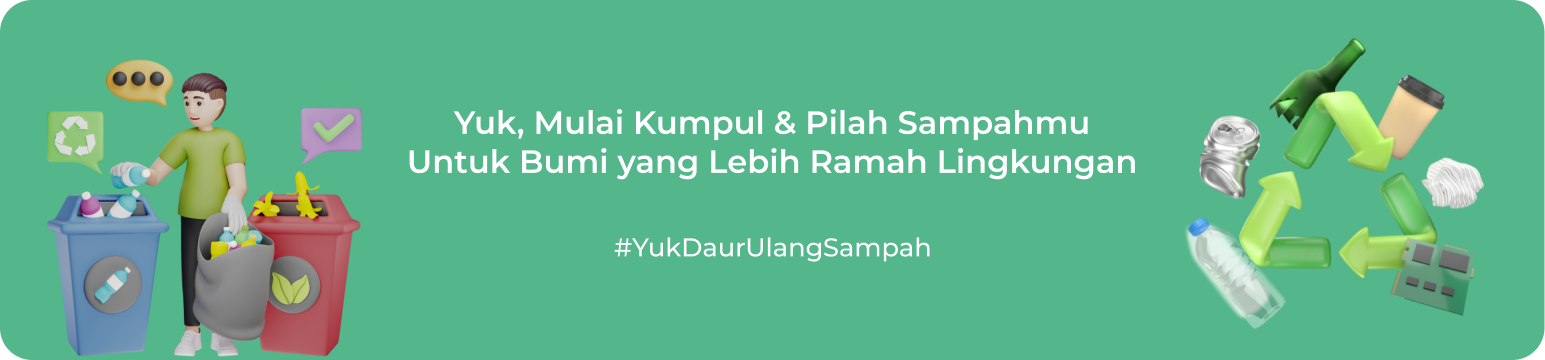 Yuk, Mulai Kumpul & Pilah Sampahmu
Untuk Bumi yang Lebih Ramah Lingkungan
#YukDaurUlangSampah